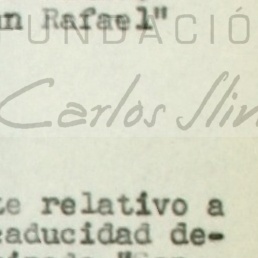 n Rafael"
UNDACIÓ
Carlos Slim
te relativo a
caducidad de-